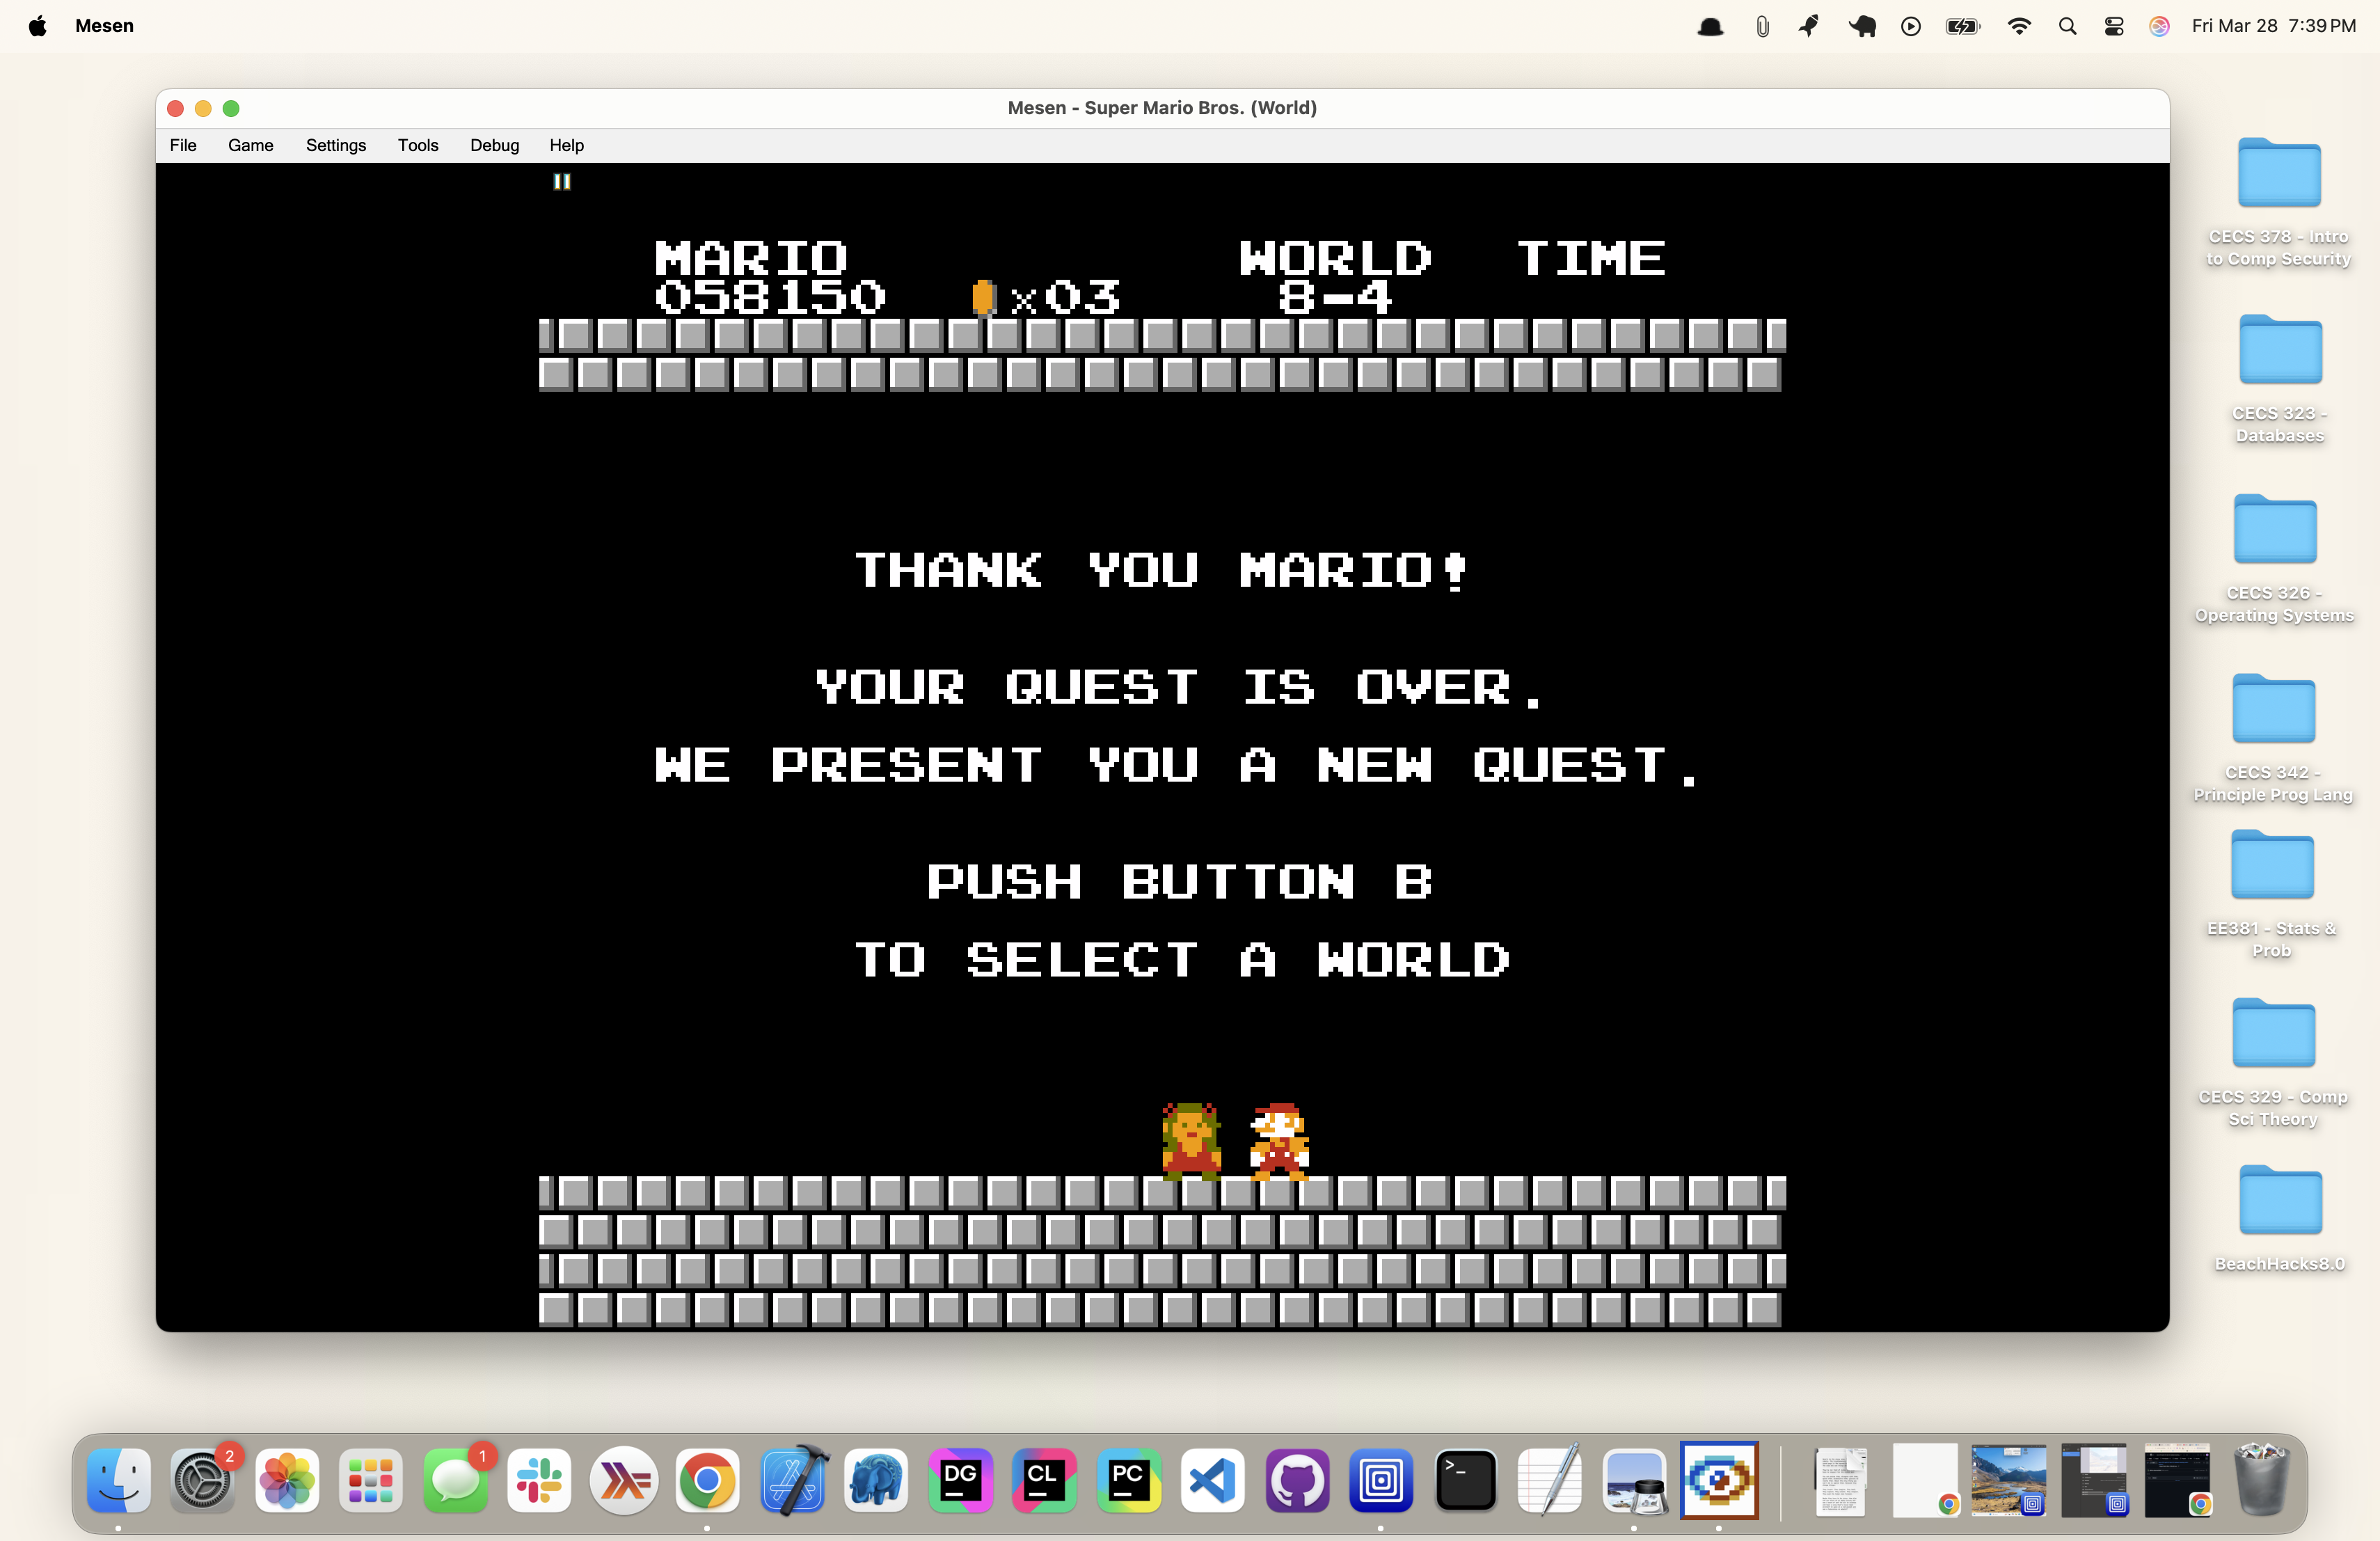 Mesen
Fri Mar 28 7:39 PM
Mesen - Super Mario Bros. (World)
File Game Settings Tools Debug Help
MARIO WORLD TIME
058150 x03 8-4
THANK YOU MARIO!
YOUR QUEST IS OVER.
WE PRESENT YOU A NEW QUEST.
PUSH BUTTON B
TO SELECT A WORLD
CECS 378 - Intro
to Comp Security
CECS 323 -
Databases
CECS 326 -
Operating Systems
CECS 342 -
Principle Prog Lang
EE381 - Stats &
Prob
CECS 329 - Comp
Sci Theory
BeachHacks8.0
2
1
DG
CL
PC
>_